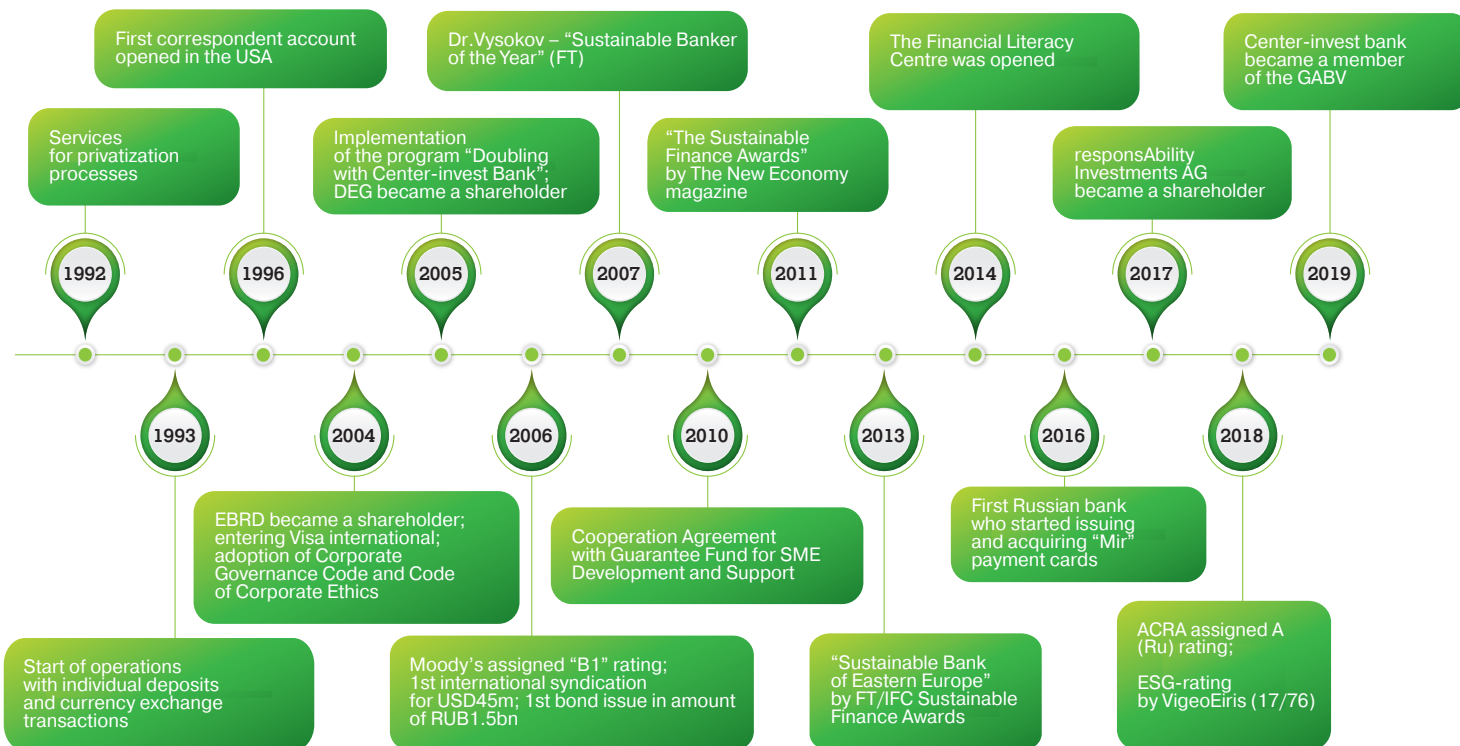 First correspondent account
opened in the USA
Dr.Vysokov – “Sustainable Banker
of the Year” (FT)
The Financial Literacy
Centre was opened
Center-invest bank
became a member
of the GABV
Services
for privatization
processes
Implementation
of the program “Doubling
with Center-invest Bank”;
DEG became a shareholder
“The Sustainable
Finance Awards”
by The New Economy
magazine
responsAbility
Investments AG
became a shareholder
1992
1996
2005
2007
2011
2014
2017
2019
1993
2004
2006
2010
2013
2016
2018
EBRD became a shareholder;
entering Visa international;
adoption of Corporate
Governance Code and Code
of Corporate Ethics
Cooperation Agreement
with Guarantee Fund for SME
Development and Support
First Russian bank
who started issuing
and acquiring “Mir”
payment cards
Start of operations
with individual deposits
and currency exchange
transactions
Moody’s assigned “B1” rating;
1st international syndication
for USD45m; 1st bond issue in amount
of RUB1.5bn
“Sustainable Bank
of Eastern Europe”
by FT/IFC Sustainable
Finance Awards
ACRA assigned A
(Ru) rating;
ESG-rating
by VigeoEiris (17/76)